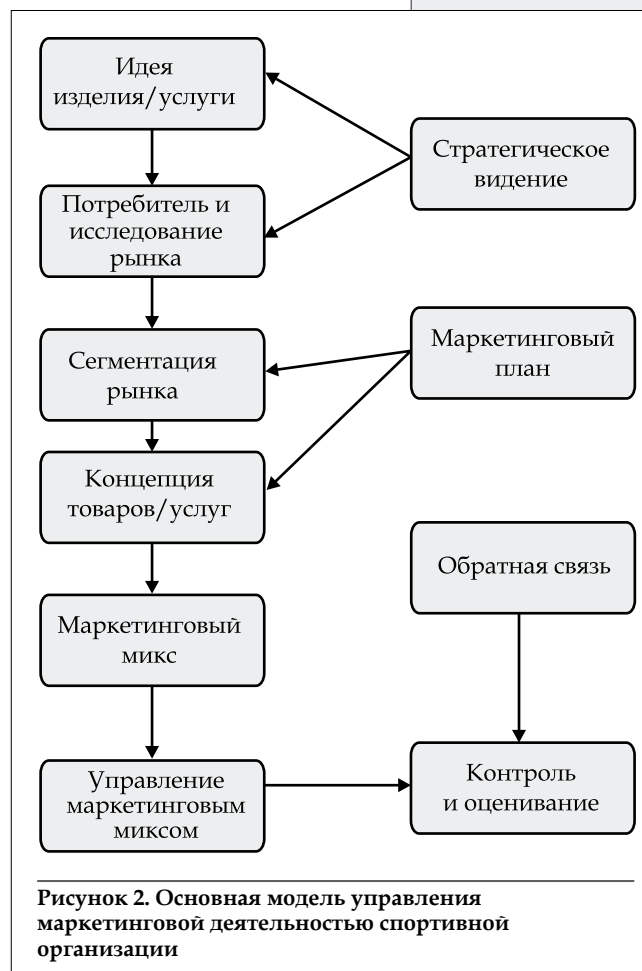 Идея
изделия/услуги
Стратегическое
видение
Потребитель и
исследование
рынка
Маркетинговый
план
Сегментация
рынка
Концепция
товаров/услуг
Обратная связь
Маркетинговый
микс
Управление
маркетинговым
миксом
Контроль
и оценивание
Рисунок 2. Основная модель управления
маркетинговой деятельностью спортивной
организации